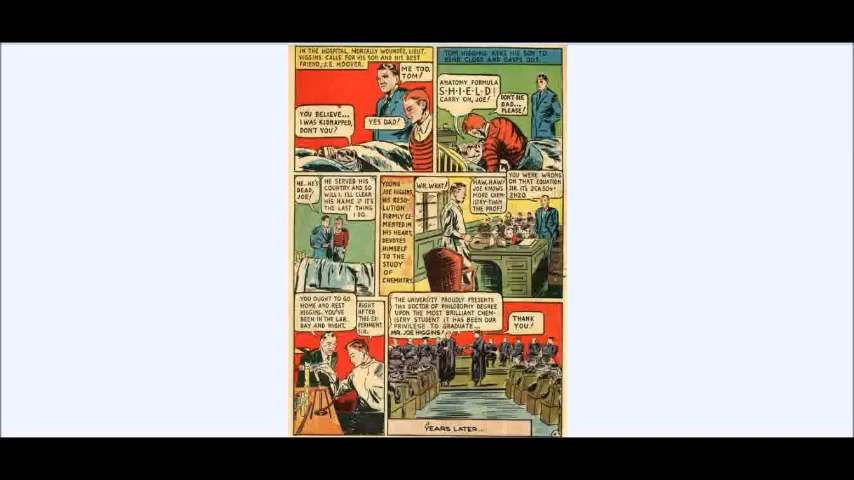 IN THE HOSPITAL, MORTALLY WOUNDED, LIEUT.
HIGGINS CALLS FOR HIS SON AND HIS BEST
FRIEND, J.E. HOOVER.
ME TOO,
TOM!
YOU BELIEVE...
I WAS KIDNAPPED,
DON'T YOU?
YES DAD!
TOM HIGGINS ASKS HIS SON TO
BEND CLOSE AND GASPS OUT.
ANATOMY FORMULA
S-H-I-E-L-D!
CARRY ON, JOE!
DON'T DIE
DAD...
PLEASE!
HE..HE'S
DEAD,
JOE!
HE SERVED HIS
COUNTRY AND SO
WILL I. I'LL CLEAR
HIS NAME IF IT'S
THE LAST THING
I DO.
YOUNG
JOE HIGGINS,
HIS RESO-
LUTION
FIRMLY CE-
MENTED IN
HIS HEART,
DEVOTES
HIMSELF
TO THE
STUDY
OF
CHEMISTRY.
WH..WHAT!
HAW, HAW!
JOE KNOWS
MORE CHEM-
ISTRY THAN
THE PROF!
YOU WERE WRONG
ON THAT EQUATION
SIR. ITS 2CASO4-
2H2O.
YOU OUGHT TO GO
HOME AND REST
HIGGINS. YOU'VE
BEEN IN THE LAB.
DAY AND NIGHT.
RIGHT
AFTER
THIS EX-
PERIMENT,
SIR.
THE UNIVERSITY PROUDLY PRESENTS
THIS DOCTOR OF PHILOSOPHY DEGREE
UPON THE MOST BRILLIANT CHEM-
ISTRY STUDENT IT HAS BEEN OUR
PRIVILEGE TO GRADUATE...
MR. JOE HIGGINS!
THANK
YOU!
YEARS LATER...